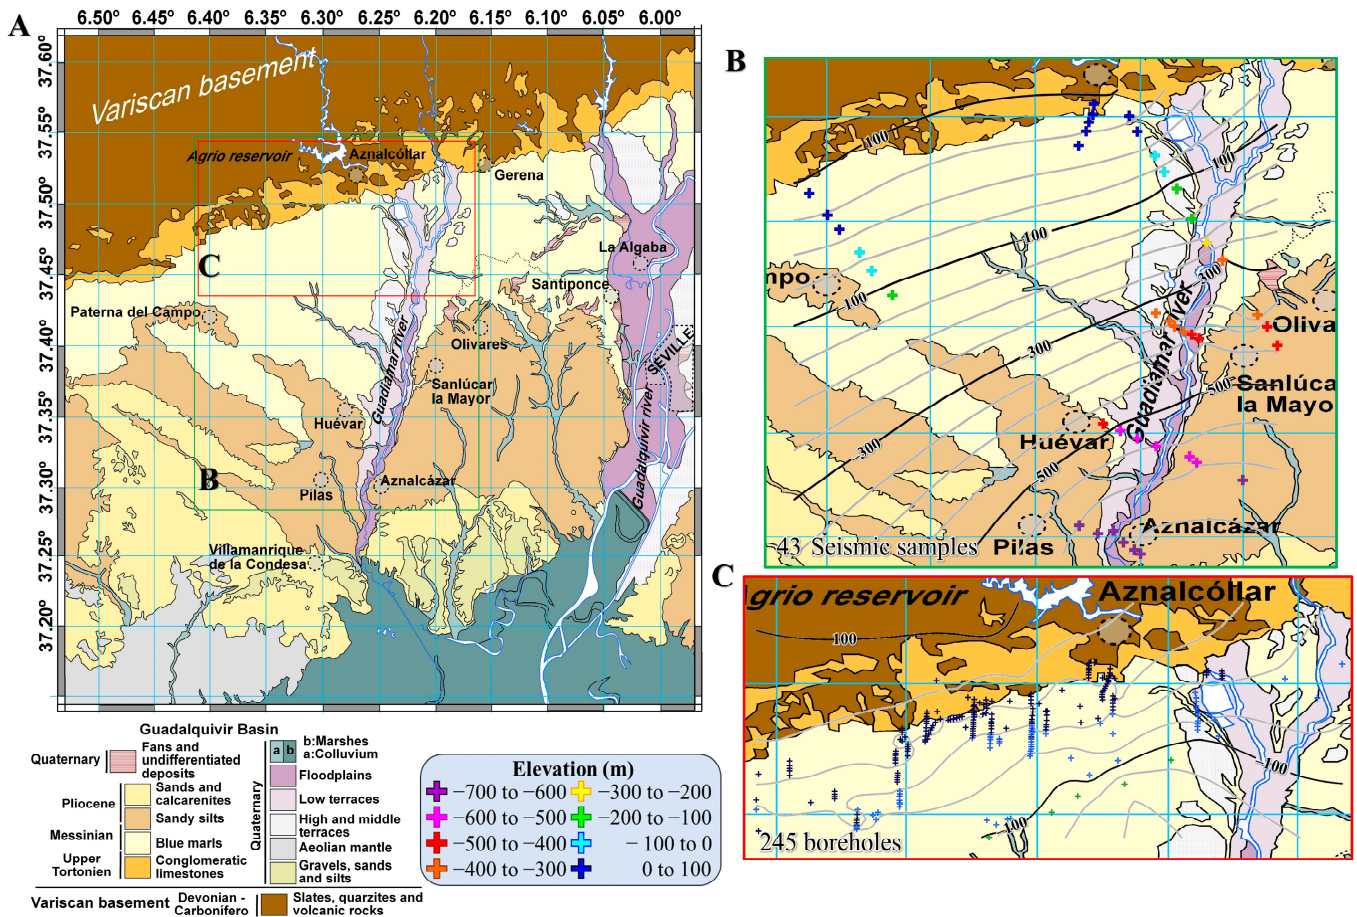 A
6.50° 6.45° 6.40° 6.35° 6.30° 6.25° 6.20° 6.15° 6.10° 6.05° 6.00°
37.60°
37.55°
37.50°
37.45°
37.40°
37.35°
37.30°
37.25°
37.20°
Variscan basement
Agrio reservoir
Aznalcóllar
Gerena
C
La Algaba
Santiponce
Paterna del Campo
Olivares
SEVILLE
Guadiamar river
Sanlúcar
la Mayor
Huévar
B
Pilas
Aznalcázar
Guadalquivir river
Villamanrique
de la Condesa
B
100
100
-100
-100
mpo
300
Guadiamar river
Oliva
-300
500
Sanlúca
la Mayo
Huévar
-300
-500
Aznalcázar
Pilas
43 Seismic samples
C
grio reservoir
Aznalcóllar
100
-100
-100
245 boreholes
Guadalquivir Basin
Quaternary
Fans and
undifferentiated
deposits
Pliocene
Sands and
calcarenites
Sandy silts
Messinian
Blue marls
Upper
Tortonien
Conglomeratic
limestones
Quaternary
a b
b:Marshes
a:Colluvium
Floodplains
Low terraces
High and middle
terraces
Aeolian mantle
Gravels, sands
and silts
Variscan basement
Devonian -
Carbonífero
Slates, quarzites and
volcanic rocks
Elevation (m)
−700 to −600
−600 to −500
−500 to −400
−400 to −300
−300 to −200
−200 to −100
− 100 to 0
0 to 100